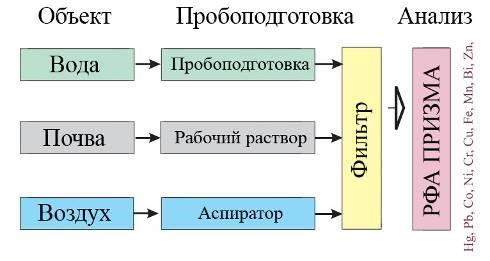 Объект Пробоподготовка Анализ
Вода Пробоподготовка
Почва Рабочий раствор
Воздух Аспиратор
Фильтр
РФА ПРИЗМА
Hg, Pb, Co, Ni, Cr, Cu, Fe, Mn, Bi, Zn,